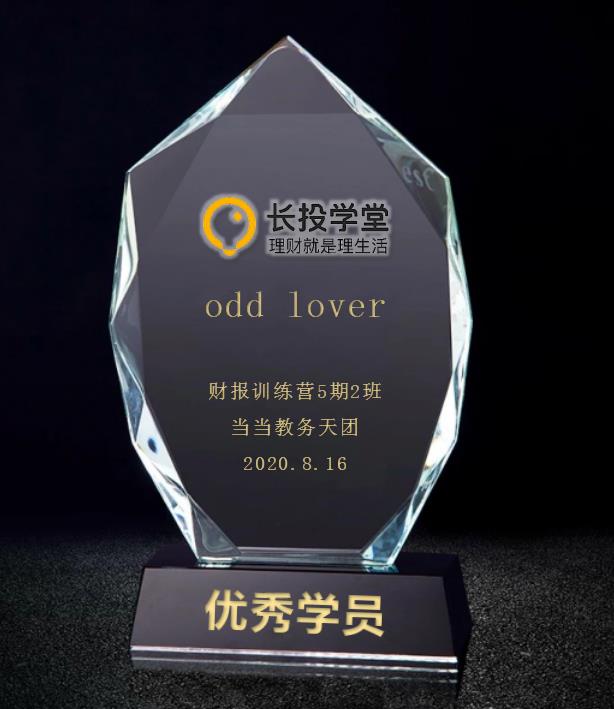 长投学堂
理财就是理生活
odd lover
财报训练营5期2班
当当教务天团
2020.8.16
优秀学员